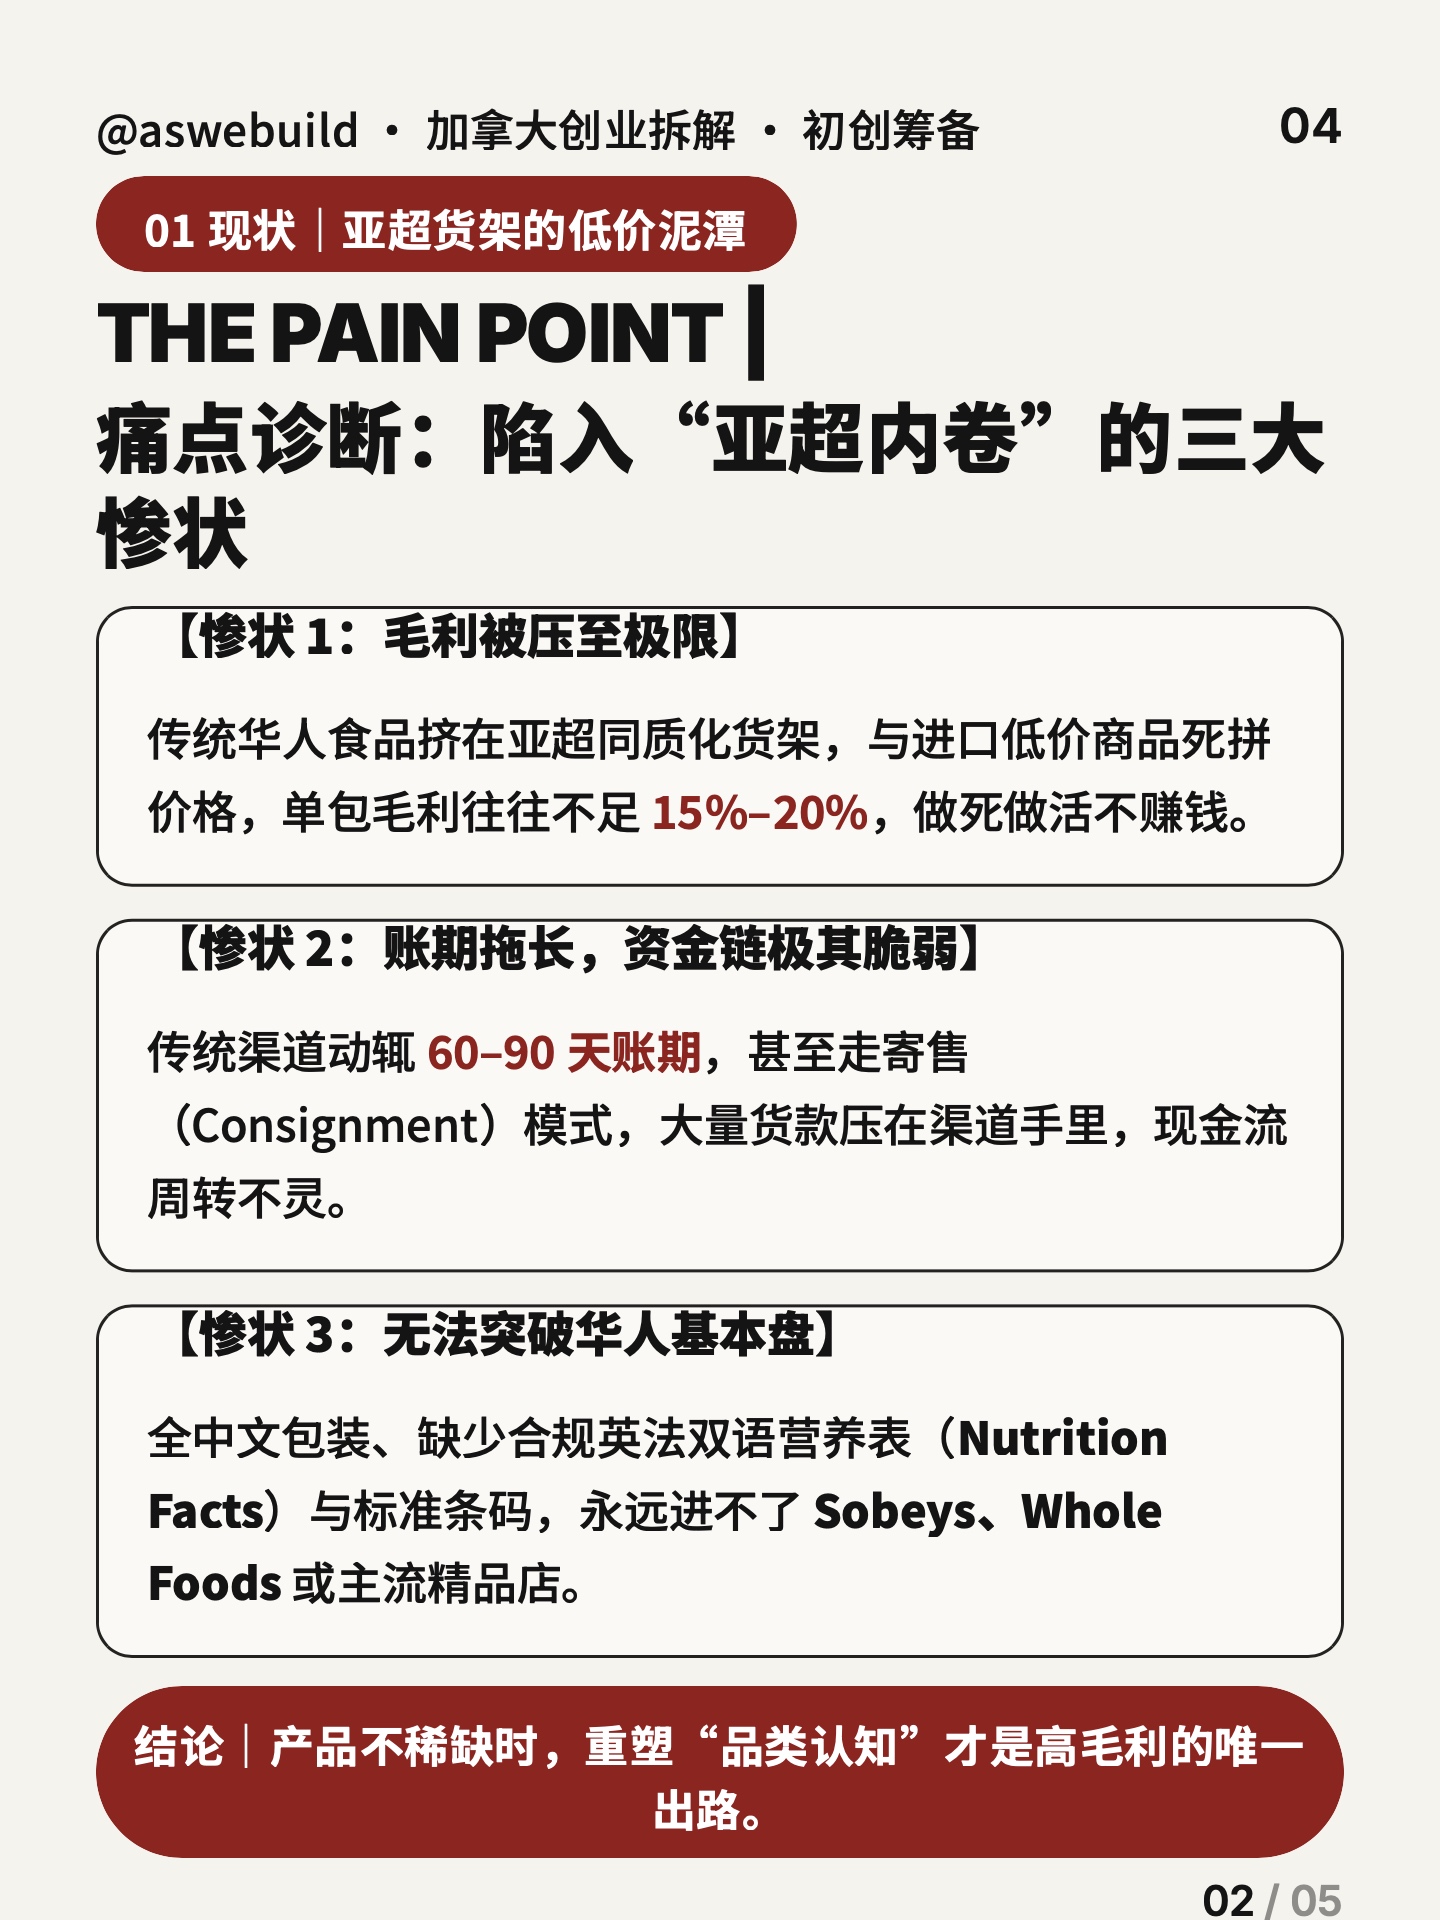 @aswebuild · 加拿大创业拆解 · 初创筹备
04
01 现状｜亚超货架的低价泥潭
THE PAIN POINT |
痛点诊断：陷入“亚超内卷”的三大
惨状
【惨状 1：毛利被压至极限】
传统华人食品挤在亚超同质化货架，与进口低价商品死拼
价格，单包毛利往往不足 15%–20%，做死做活不赚钱。
【惨状 2：账期拖长，资金链极其脆弱】
传统渠道动辄 60–90 天账期，甚至走寄售
（Consignment）模式，大量货款压在渠道手里，现金流
周转不灵。
【惨状 3：无法突破华人基本盘】
全中文包装、缺少合规英法双语营养表（Nutrition
Facts）与标准条码，永远进不了 Sobeys、Whole
Foods 或主流精品店。
结论｜产品不稀缺时，重塑“品类认知”才是高毛利的唯一
出路。
02 / 05